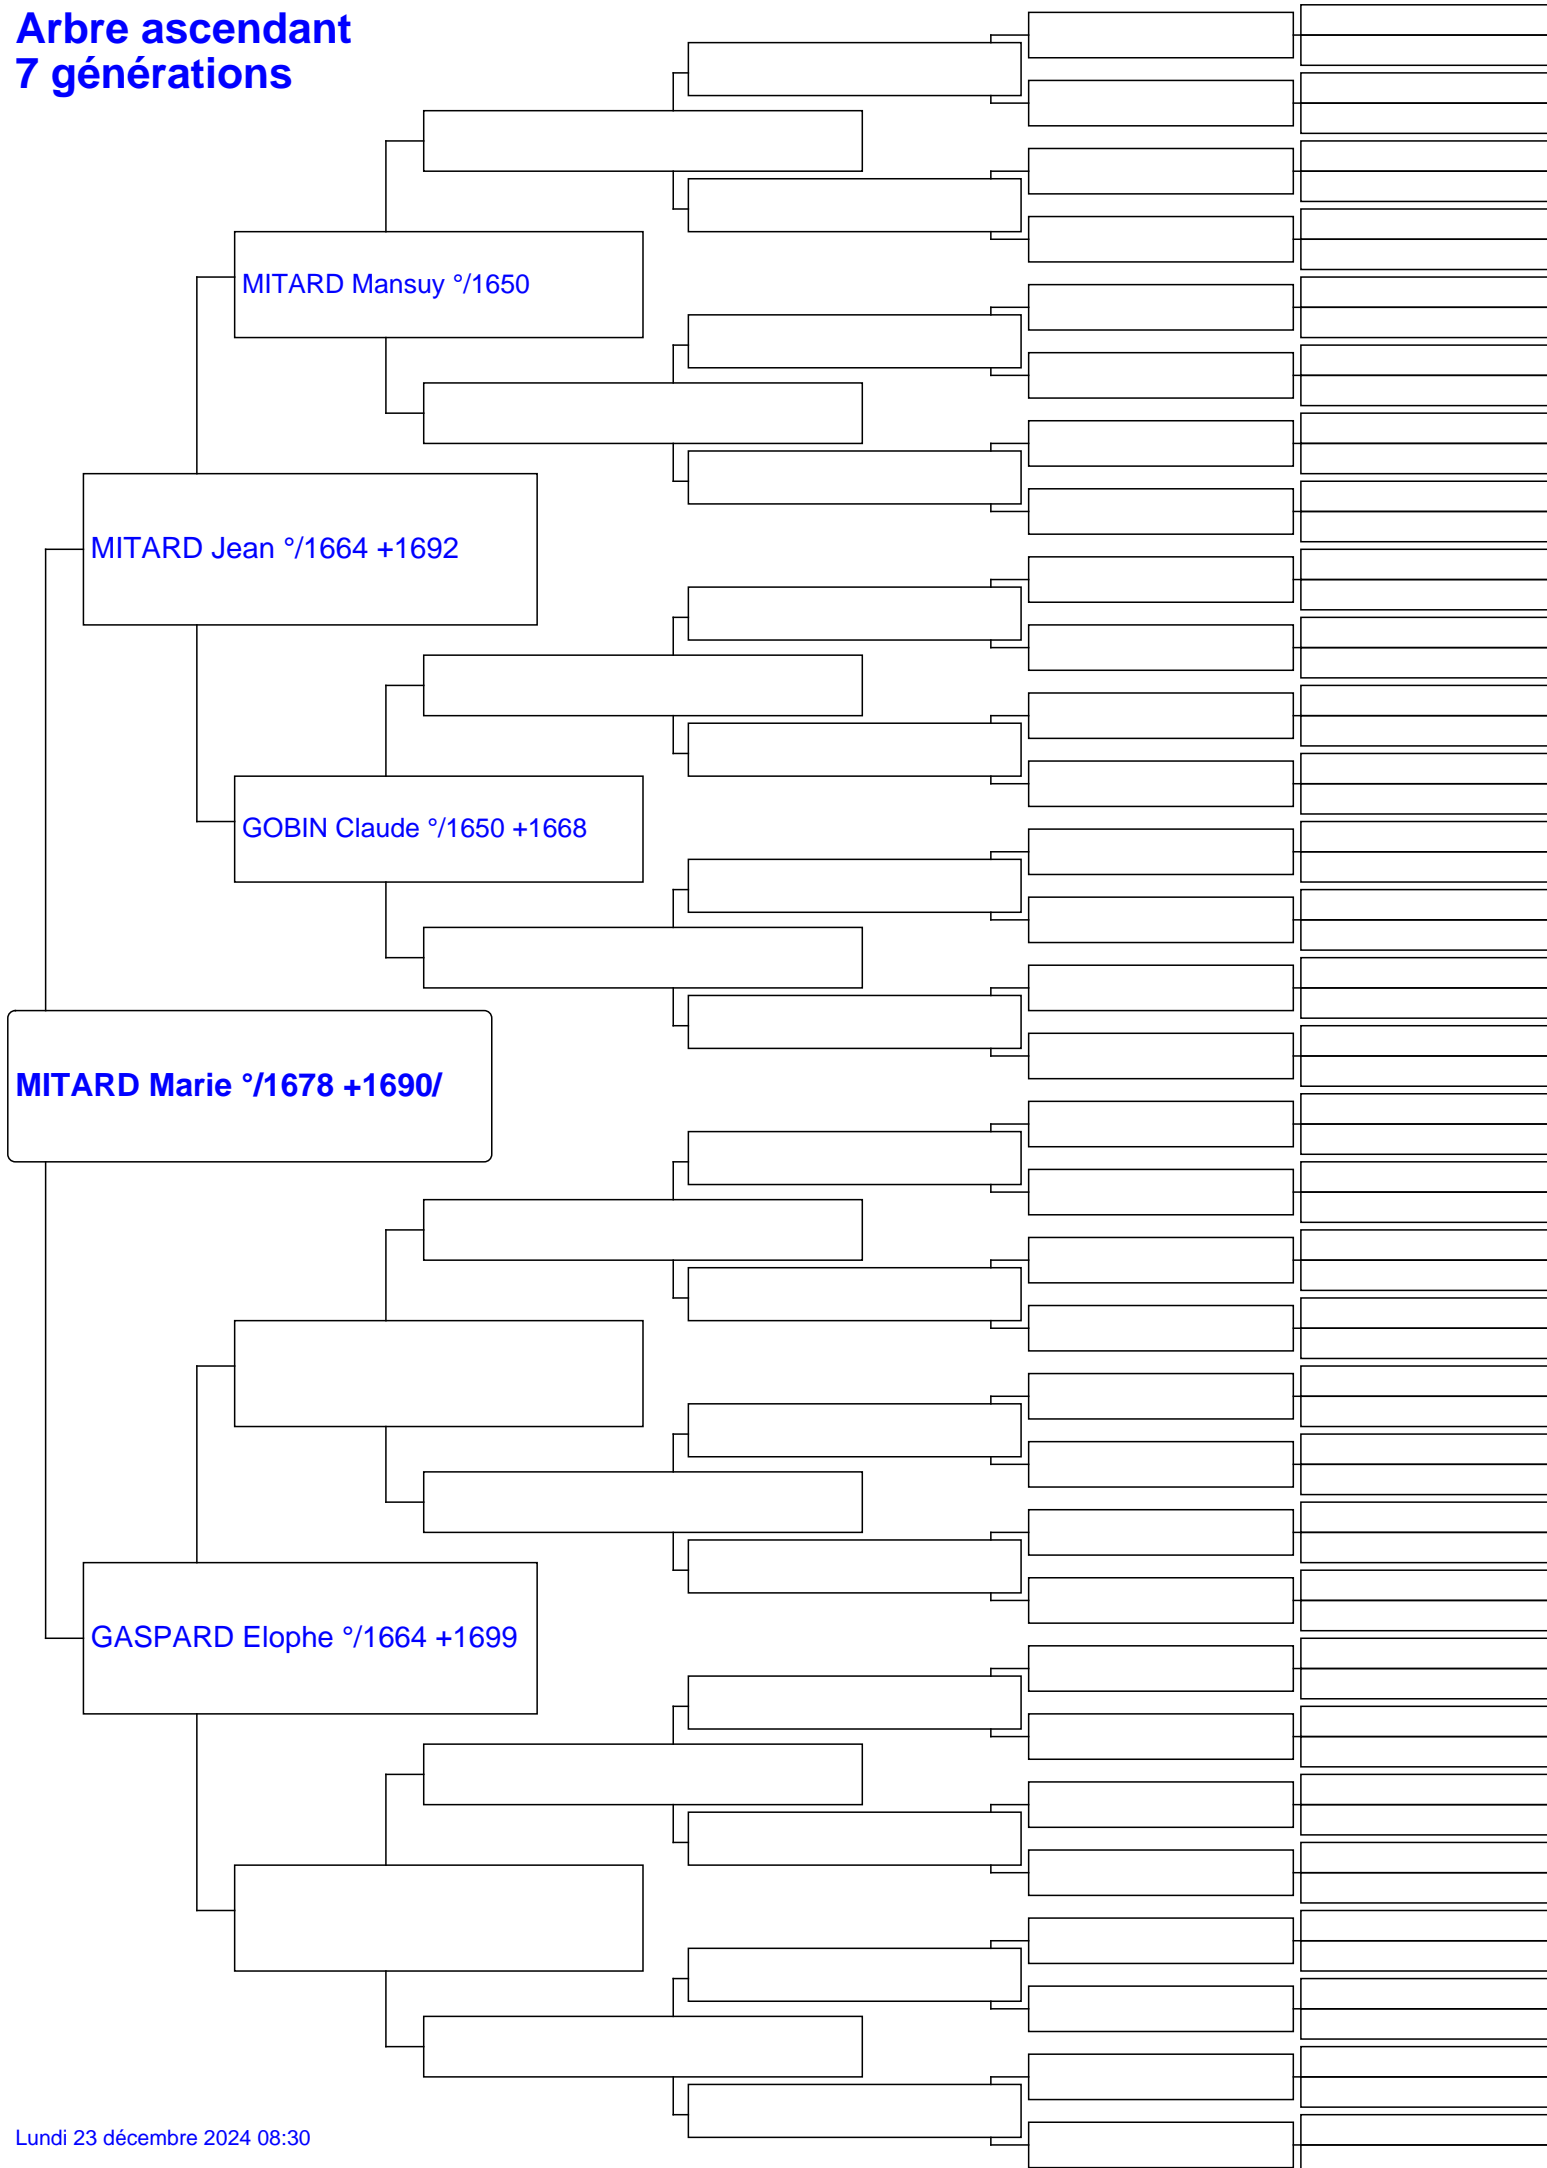 Arbre ascendant
7 générations
MITARD Mansuy °/1650
MITARD Jean °/1664 +1692
GOBIN Claude °/1650 +1668
MITARD Marie °/1678 +1690/
GASPARD Elophe °/1664 +1699
Lundi 23 décembre 2024 08:30